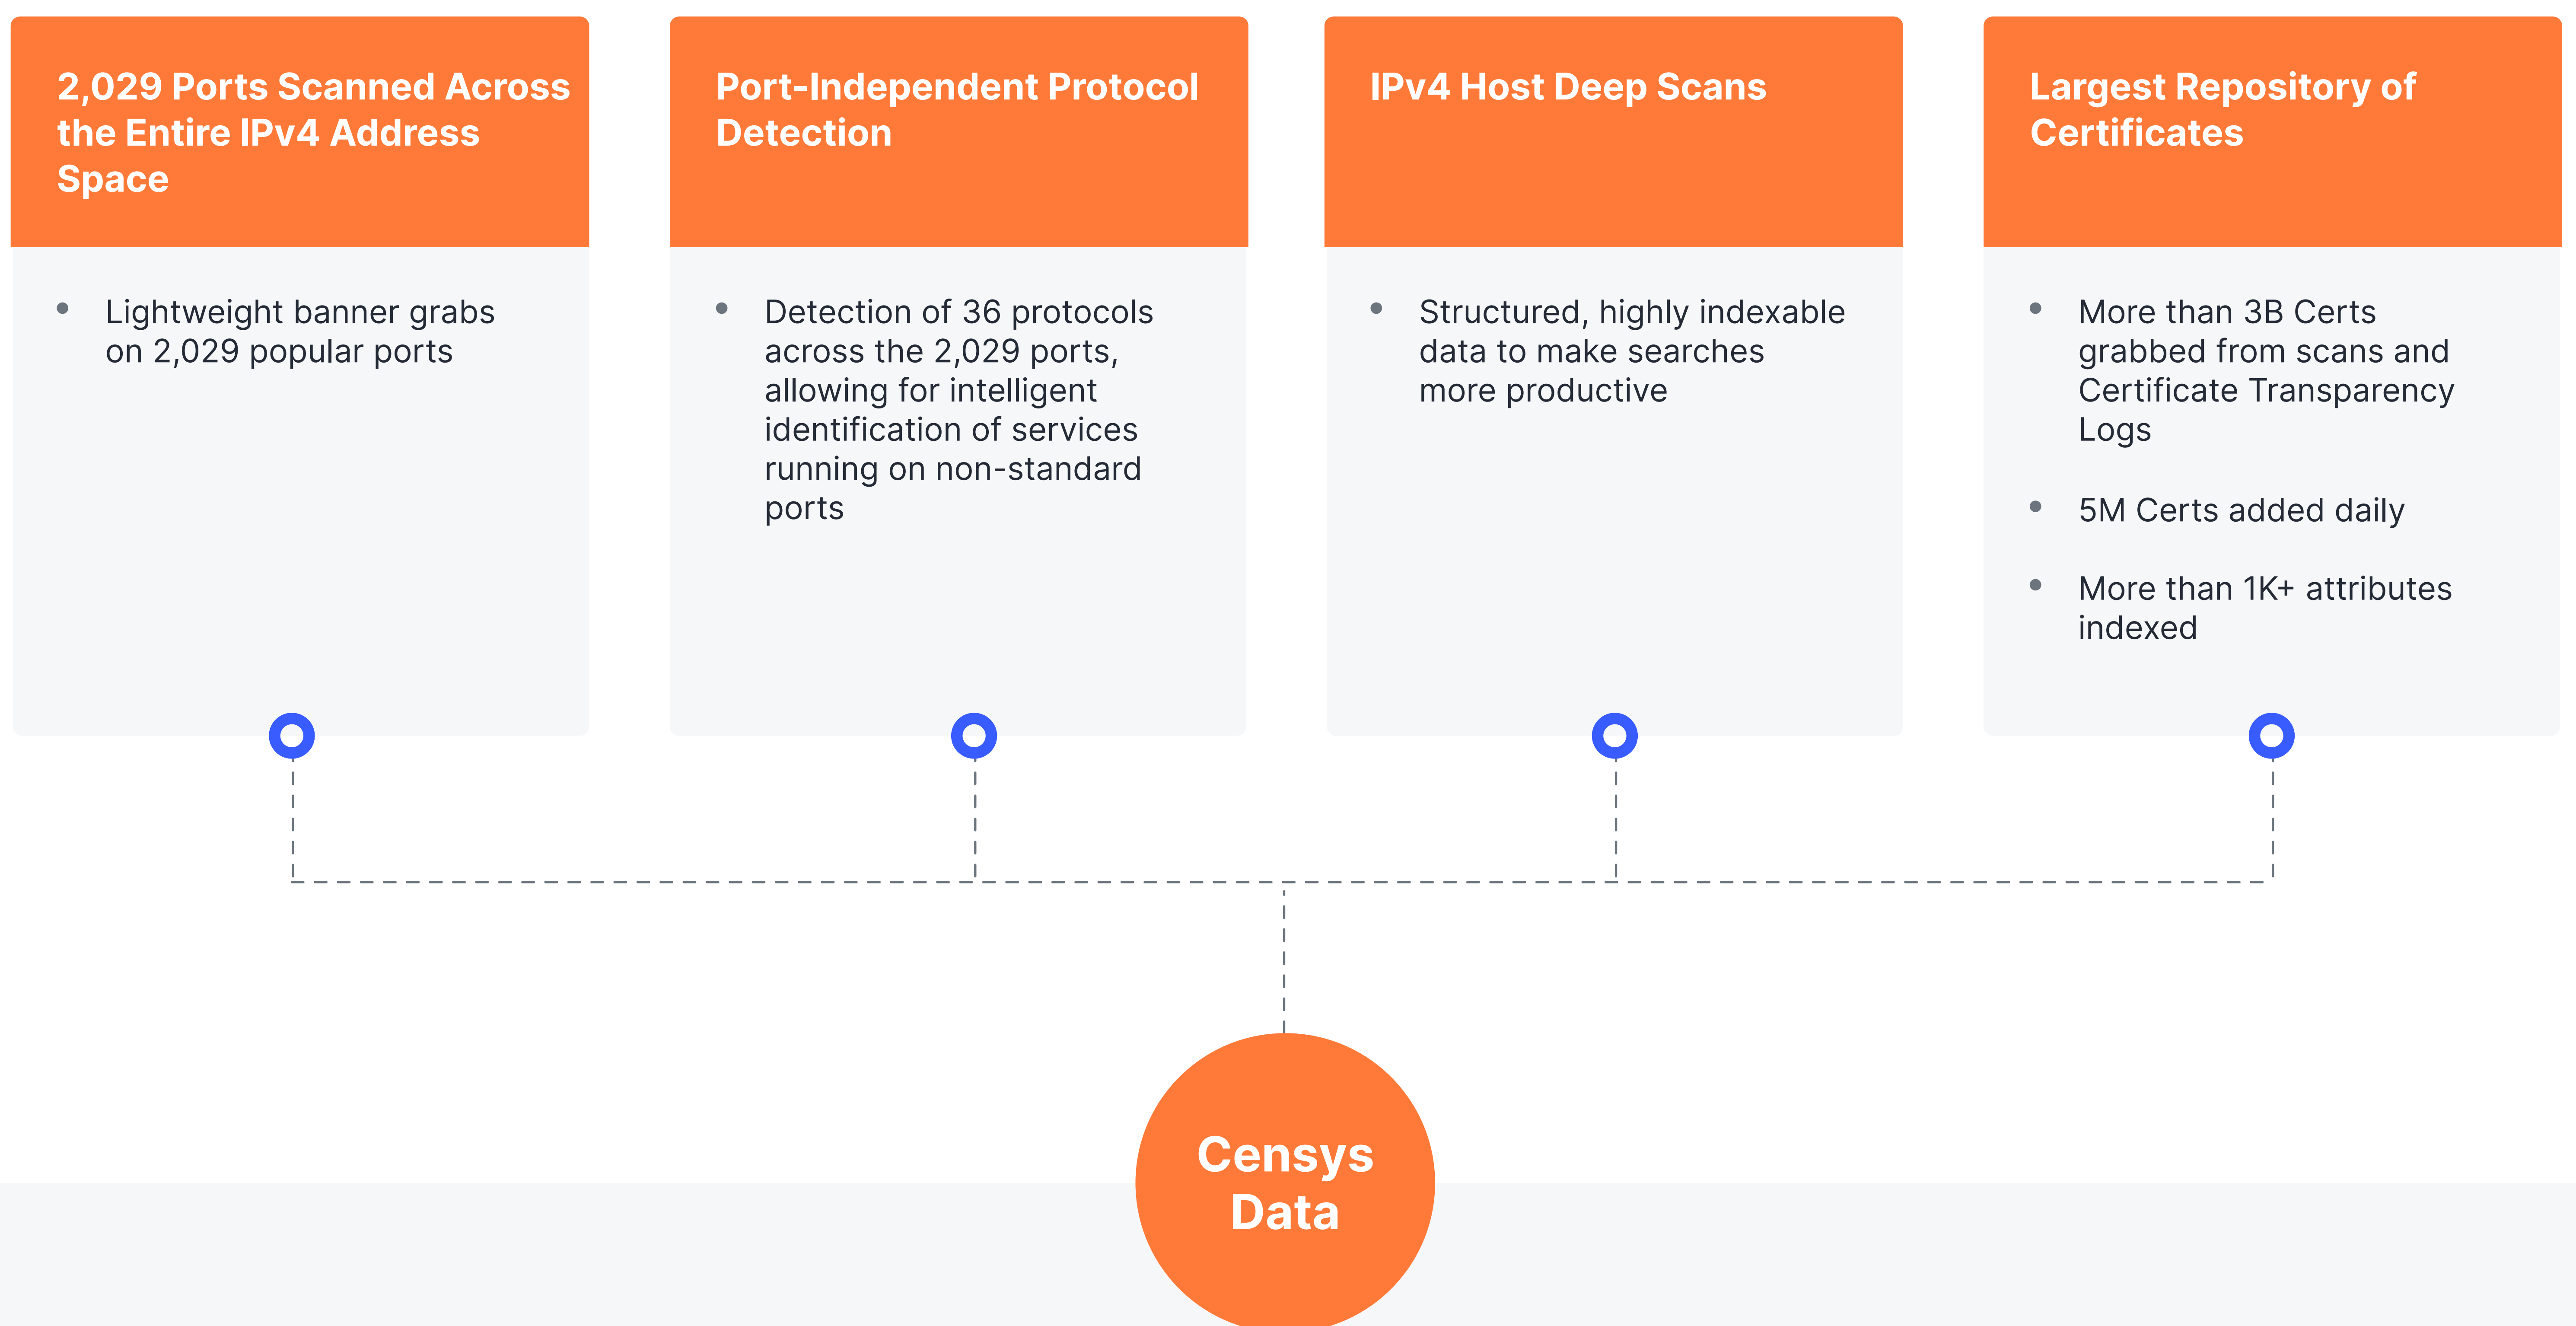 2,029 Ports Scanned Across
the Entire IPv4 Address
Space
Lightweight banner grabs
on 2,029 popular ports
Port-Independent Protocol
Detection
Detection of 36 protocols
across the 2,029 ports,
allowing for intelligent
identification of services
running on non-standard
ports
IPv4 Host Deep Scans
Structured, highly indexable
data to make searches
more productive
Largest Repository of
Certificates
More than 3B Certs
grabbed from scans and
Certificate Transparency
Logs
5M Certs added daily
More than 1K+ attributes
indexed
Censys
Data